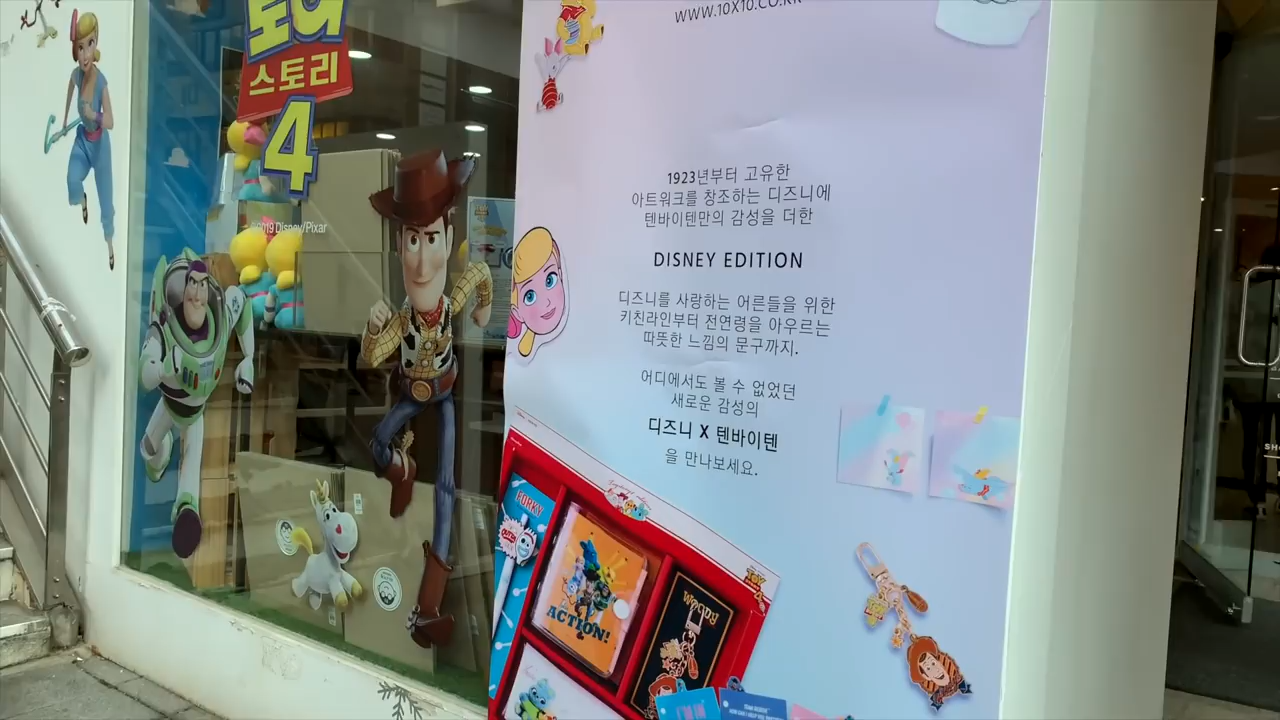 토이
스토리
4
©2019 Disney/Pixar
WWW.10X10.CO.KR
1923년부터 고유한
아트워크를 창조하는 디즈니에
텐바이텐만의 감성을 더한
DISNEY EDITION
디즈니를 사랑하는 어른들을 위한
키친라인부터 전연령을 아우르는
따뜻한 느낌의 문구까지.
어디에서도 볼 수 없었던
새로운 감성의
디즈니 X 텐바이텐
을 만나보세요.
FORKY
ACTION!
Woody
TOY